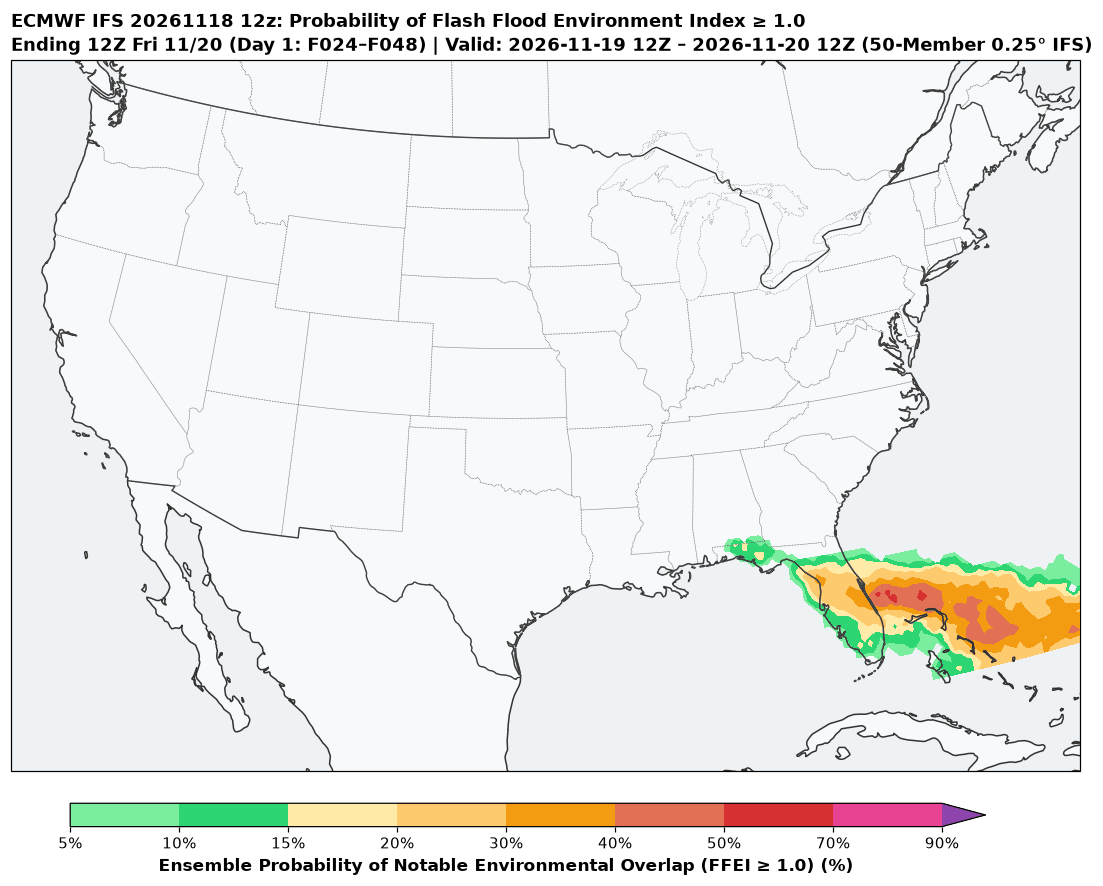 ECMWF IFS 20261118 12z: Probability of Flash Flood Environment Index ≥ 1.0
Ending 12Z Fri 11/20 (Day 1: F024–F048) | Valid: 2026-11-19 12Z – 2026-11-20 12Z (50-Member 0.25° IFS)
5% 10% 15% 20% 30% 40% 50% 70% 90%
Ensemble Probability of Notable Environmental Overlap (FFEI ≥ 1.0) (%)